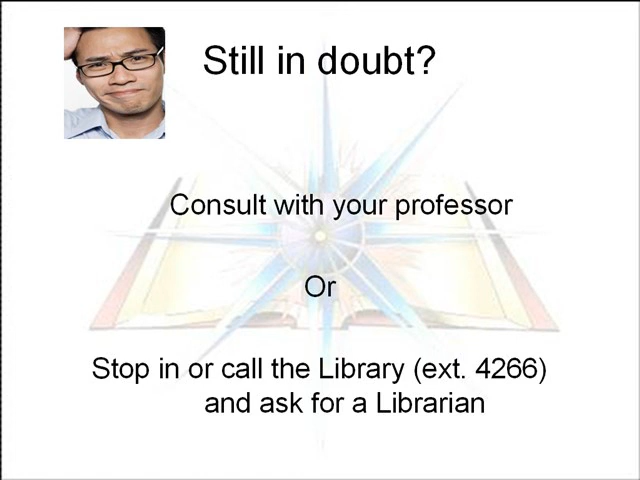 Still in doubt?
Consult with your professor
Or
Stop in or call the Library (ext. 4266)
and ask for a Librarian